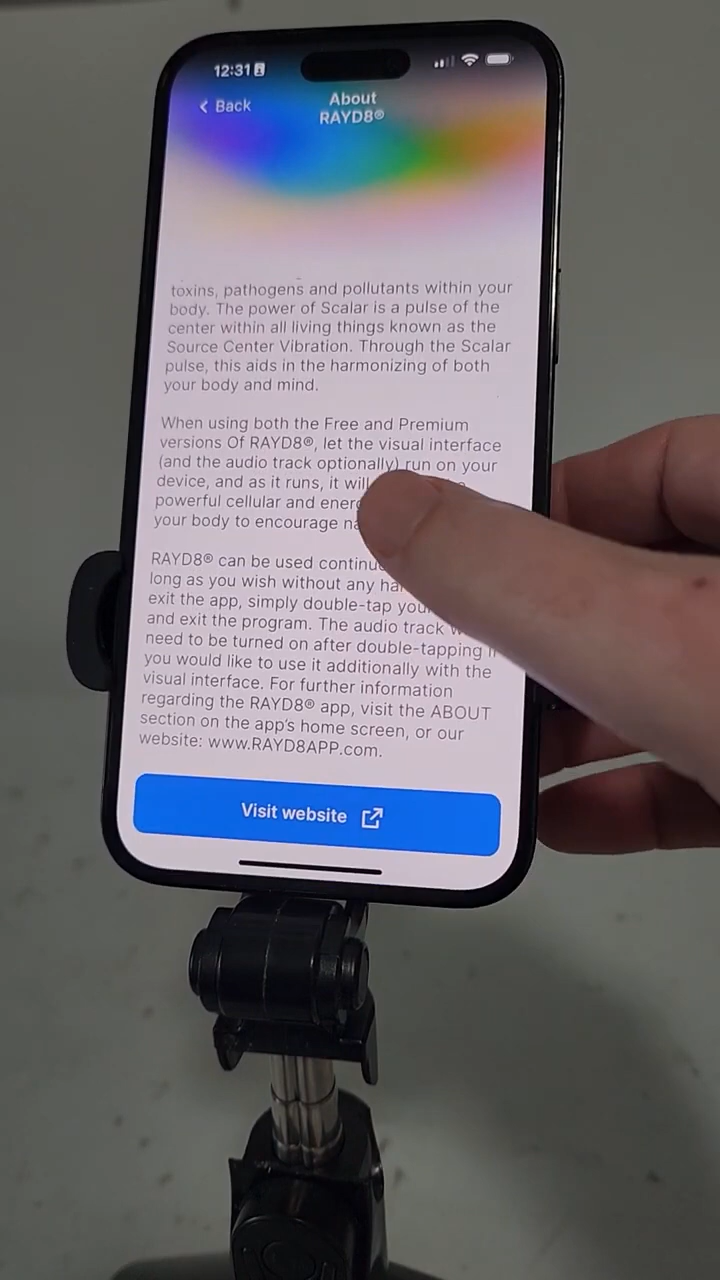 12:31
Back
About
RAYD8®
toxins, pathogens and pollutants within your
body. The power of Scalar is a pulse of the
center within all living things known as the
Source Center Vibration. Through the Scalar
pulse, this aids in the harmonizing of both
your body and mind.
When using both the Free and Premium
versions Of RAYD8®, let the visual interface
(and the audio track optionally) run on your
device, and as it runs, it will
powerful cellular and
your body to encourage
RAYD8® can be used
long as you wish without any
exit the app, simply double-tap
and exit the program. The audio track
need to be turned on after double-tapping
you would like to use it additionally with the
visual interface. For further information
regarding the RAYD8® app, visit the ABOUT
section on the app's home screen, or our
website: www.RAYD8APP.com.
Visit website